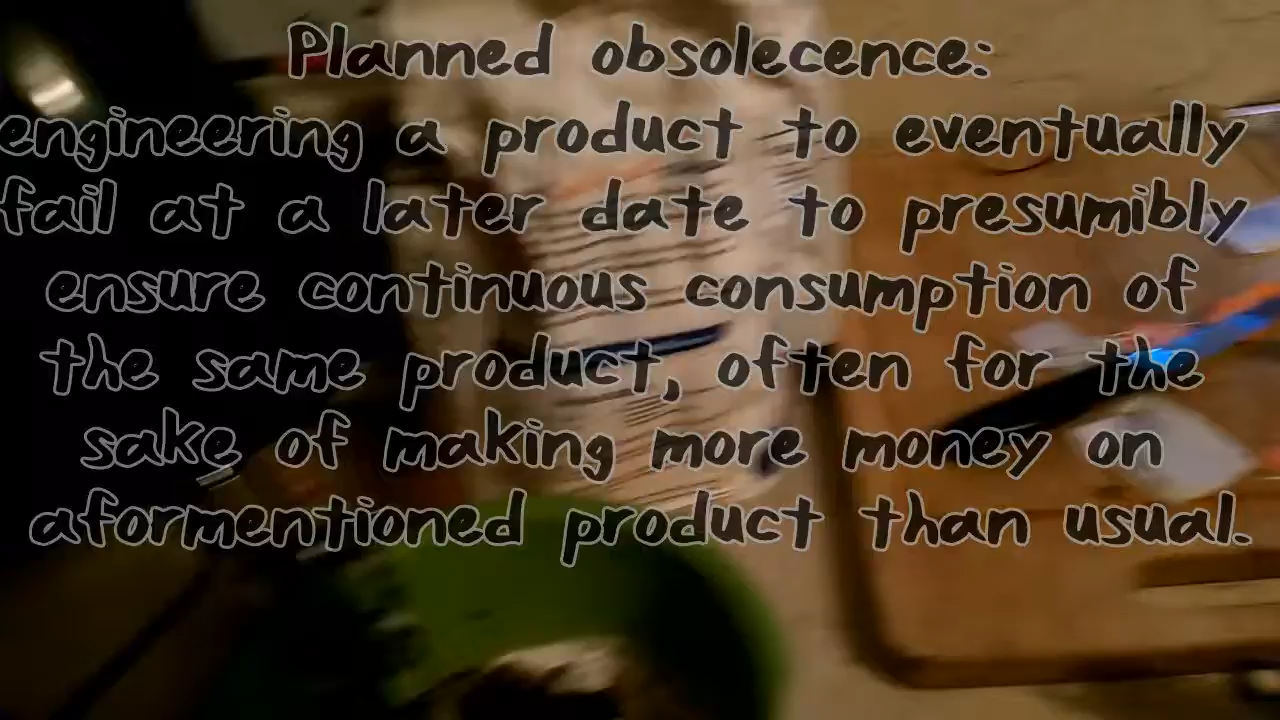 Planned obsolecence:
engineering a product to eventually
fail at a later date to presumibly
ensure continuous consumption of
the same product, often for the
sake of making more money on
aformentioned product than usual.